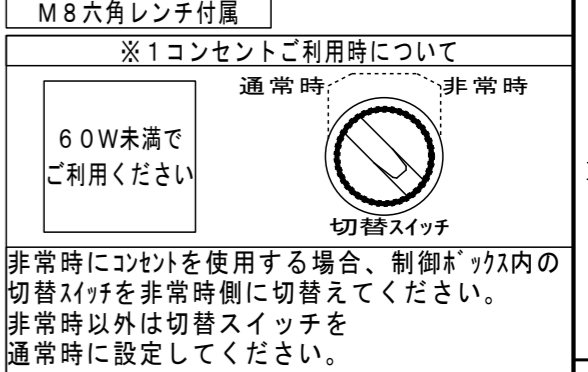 Ｍ８六角レンチ付属
※１コンセントご利用時について
通常時
非常時
６０Ｗ未満で
ご利用ください
切替ｽｲｯﾁ
非常時にｺﾝｾﾝﾄを使用する場合、制御ﾎﾞｯｸｽ内の
切替ｽｲｯﾁを非常時側に切替えてください。
非常時以外は切替スイッチを
通常時に設定してください。